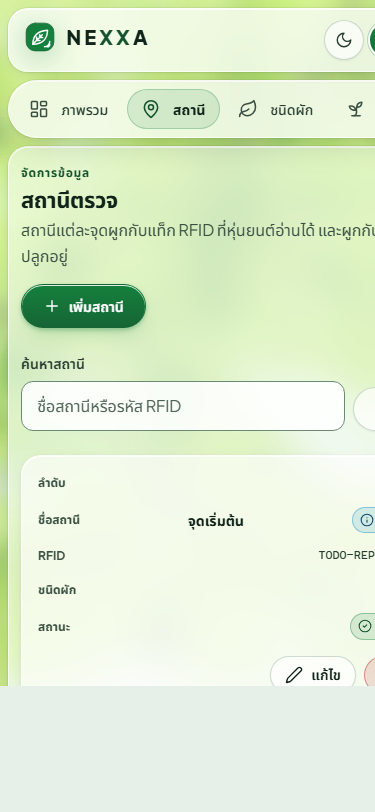 NEXXA
ภาพรวม
สถานี
ชนิดผัก
จัดการข้อมูล
สถานีตรวจ
สถานีแต่ละจุดผูกกับแท็ก RFID ที่หุ่นยนต์อ่านได้ และผูกกับ
ปลูกอยู่
เพิ่มสถานี
ค้นหาสถานี
ชื่อสถานีหรือรหัส RFID
ลำดับ
ชื่อสถานี จุดเริ่มต้น
RFID TODO-REP
ชนิดผัก
สถานะ
แก้ไข